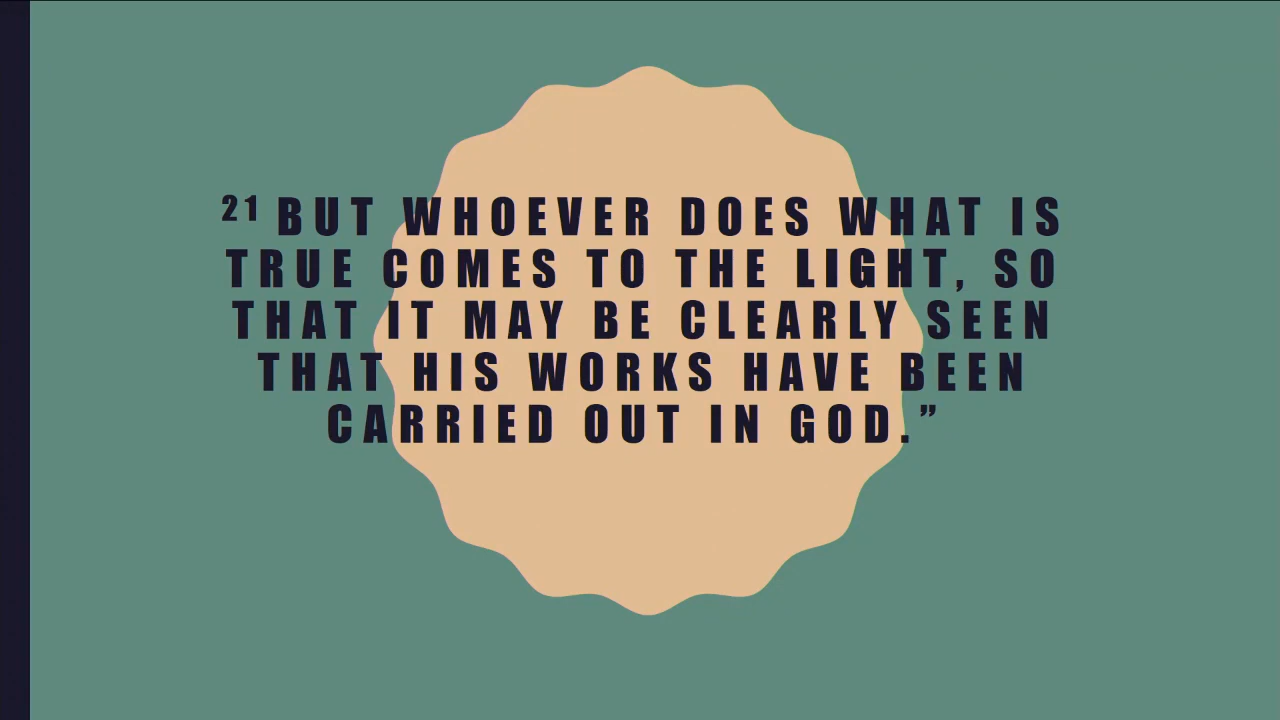 21 BUT WHOEVER DOES WHAT IS
TRUE COMES TO THE LIGHT, SO
THAT IT MAY BE CLEARLY SEEN
THAT HIS WORKS HAVE BEEN
CARRIED OUT IN GOD.”